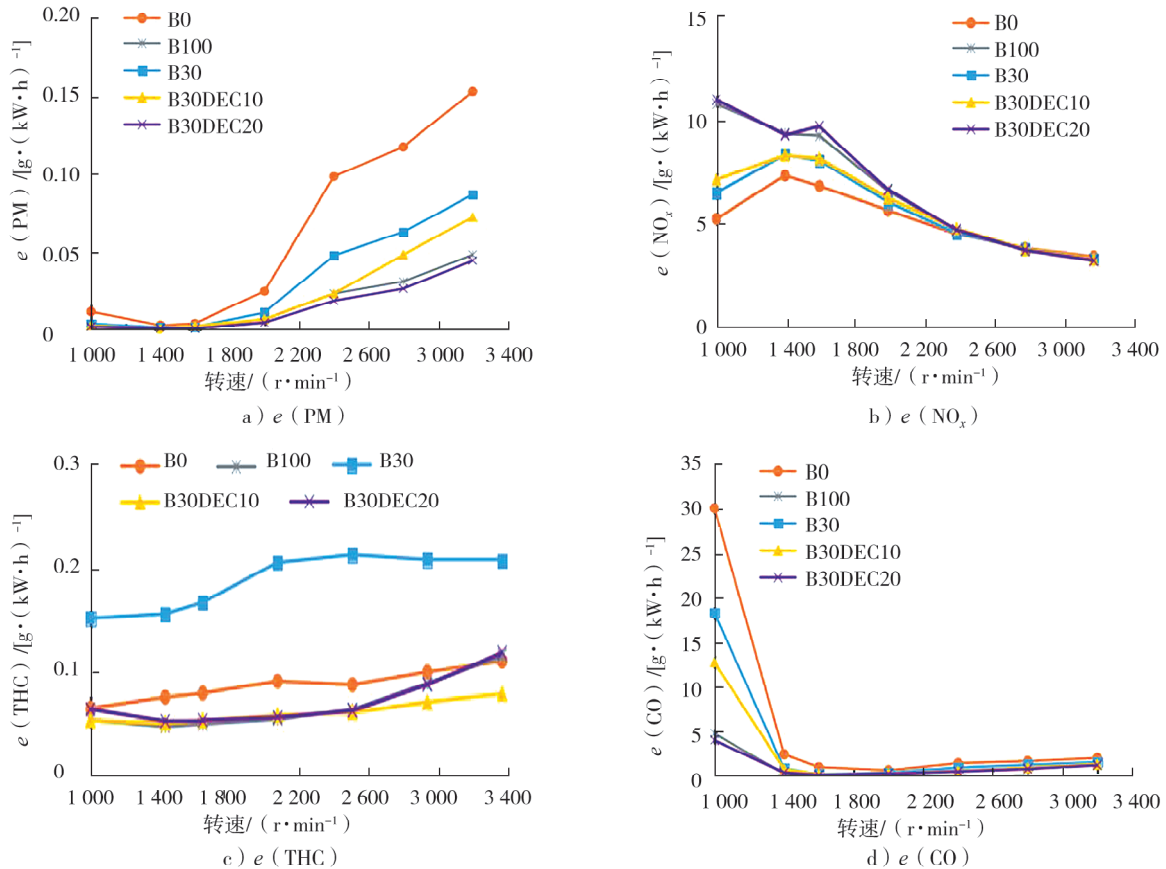 0.20
0.15
0.10
0.05
0
e(PM)/[g·(kW·h)⁻¹]
B0
B100
B30
B30DEC10
B30DEC20
1 000 1 400 1 800 2 200 2 600 3 000 3 400
转速/(r·min⁻¹)
a)e(PM)
15
10
5
0
e(NOₓ)/[g·(kW·h)⁻¹]
B0
B100
B30
B30DEC10
B30DEC20
1 000 1 400 1 800 2 200 2 600 3 000 3 400
转速/(r·min⁻¹)
b)e(NOₓ)
0.3
0.2
0.1
0
e(THC)/[g·(kW·h)⁻¹]
B0 B100 B30
B30DEC10 B30DEC20
1 000 1 400 1 800 2 200 2 600 3 000 3 400
转速/(r·min⁻¹)
c)e(THC)
35
30
25
20
15
10
5
0
e(CO)/[g·(kW·h)⁻¹]
B0
B100
B30
B30DEC10
B30DEC20
1 000 1 400 1 800 2 200 2 600 3 000 3 400
转速/(r·min⁻¹)
d)e(CO)